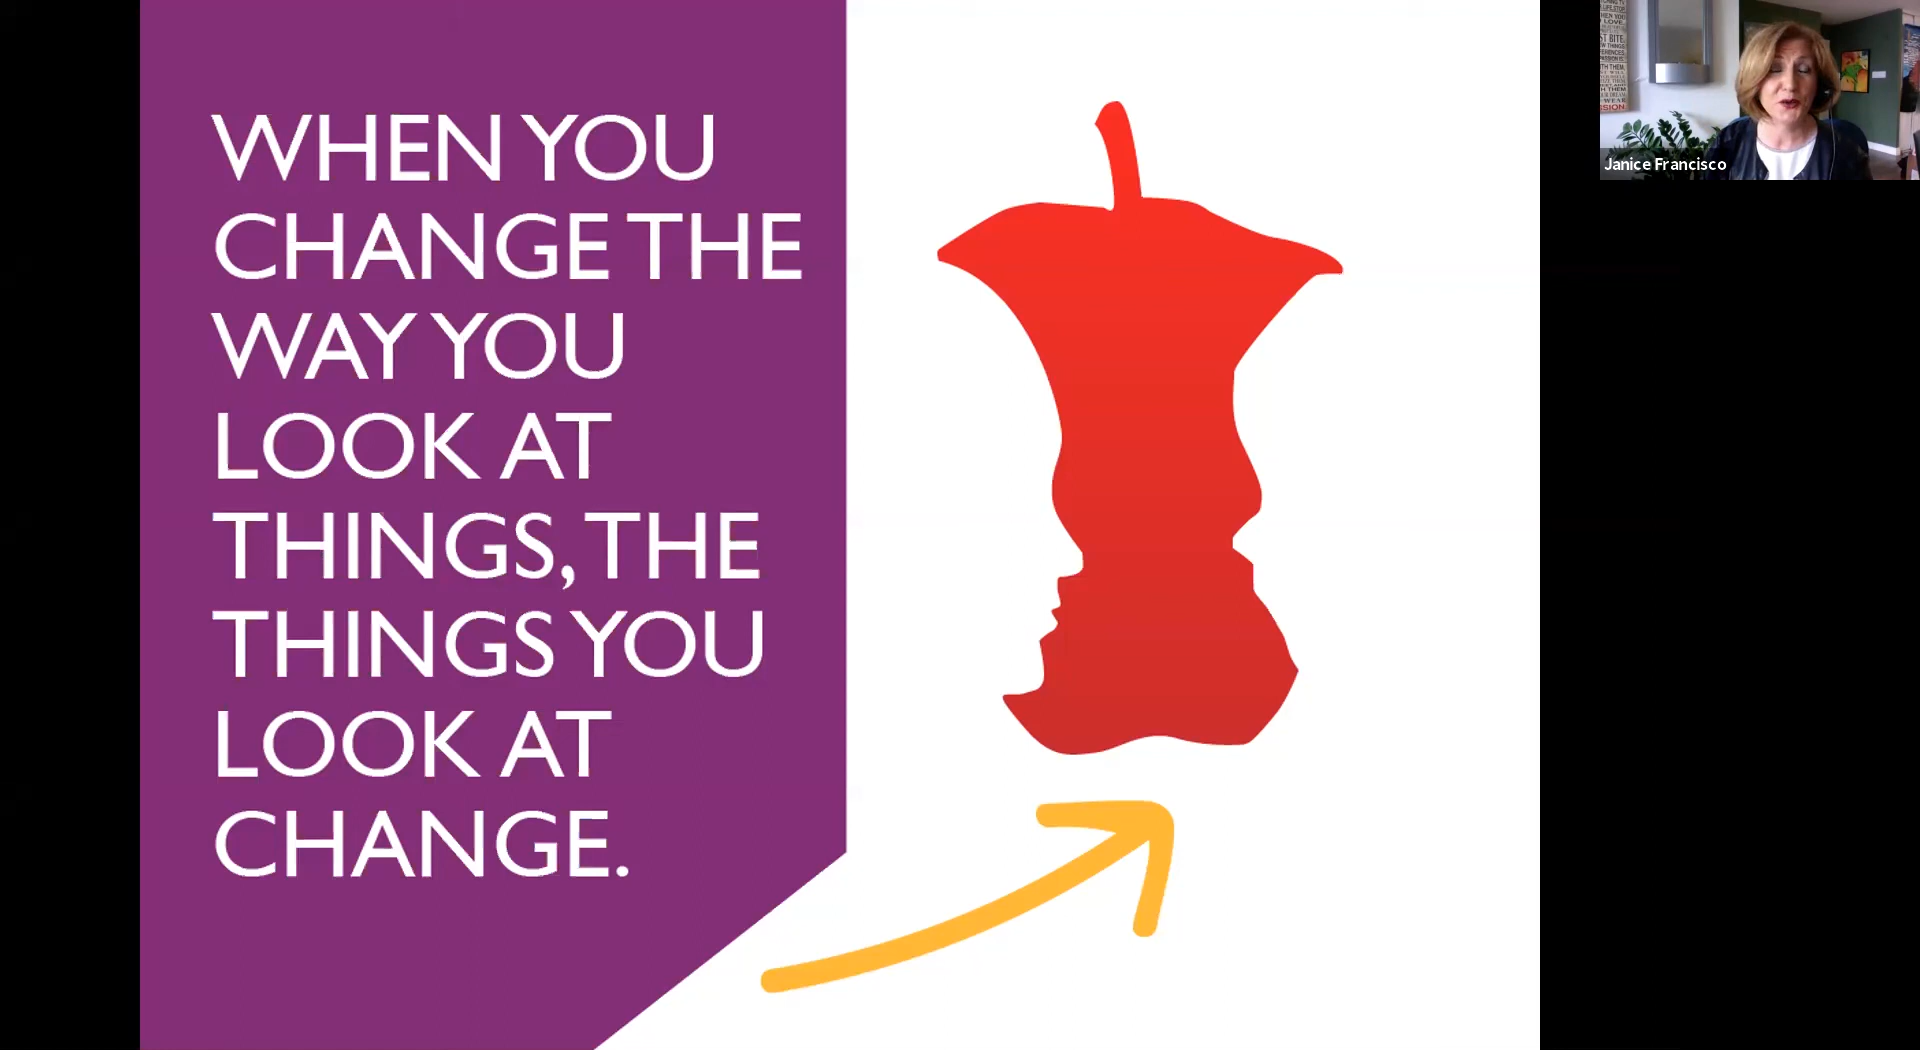 WHEN YOU
CHANGE THE
WAY YOU
LOOK AT
THINGS, THE
THINGS YOU
LOOK AT
CHANGE.
Janice Francisco